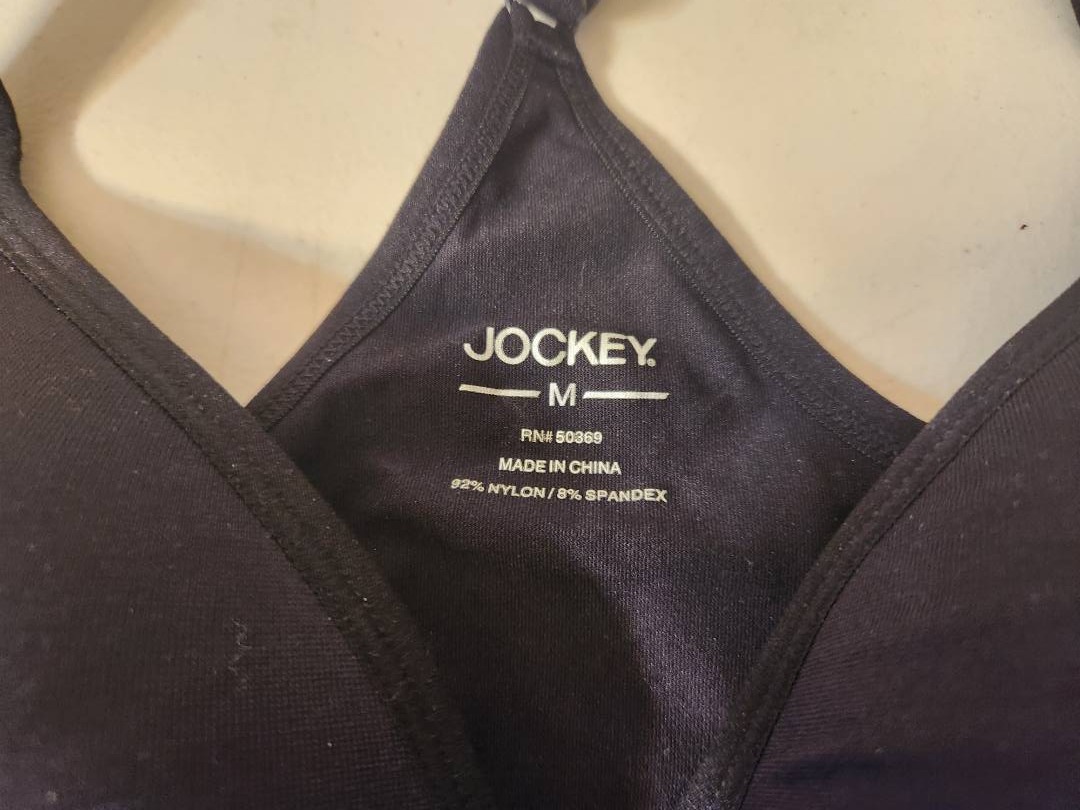 JOCKEY.
M
RN# 50369
MADE IN CHINA
92% NYLON / 8% SPANDEX